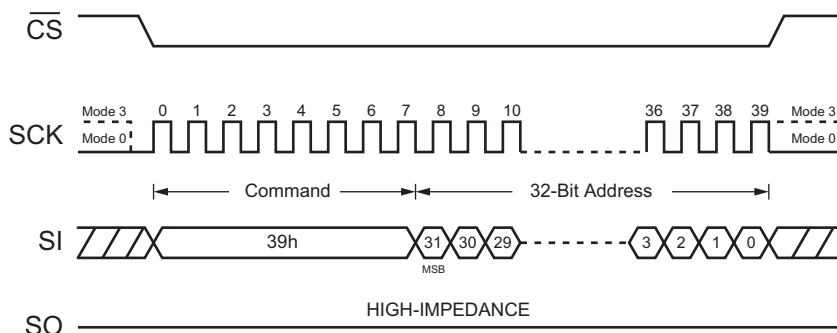 CS
Mode 3 0 1 2 3 4 5 6 7 8 9 10 36 37 38 39 Mode 3
SCK Mode 0 Mode 0
Command 32-Bit Address
SI 39h 31 30 29 3 2 1 0
MSB
HIGH-IMPEDANCE
SO